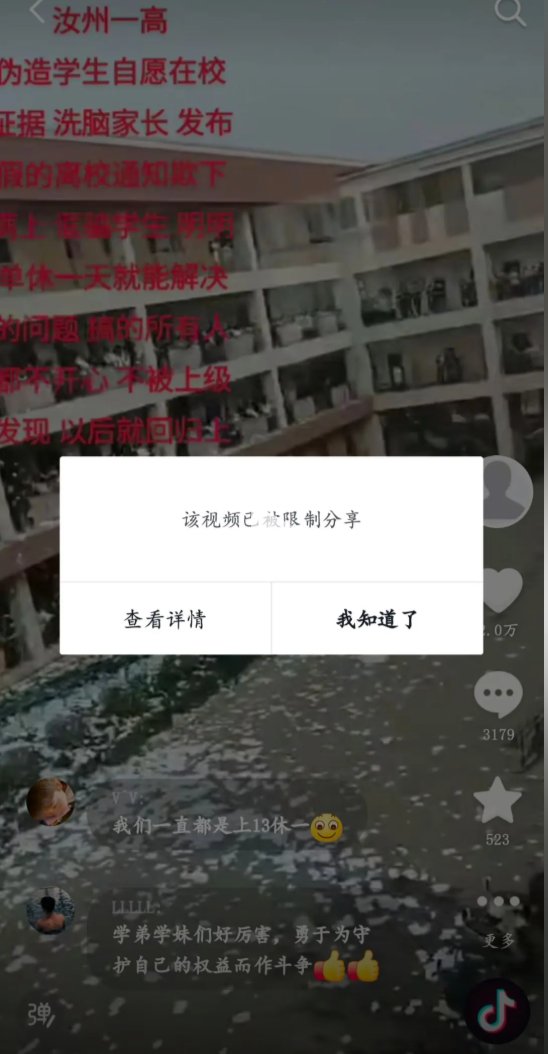 汝州一高
伪造学生自愿在校
证据 洗脑家长 发布
假的离校通知欺下
瞒上 坑骗学生 明明
单休一天就能解决
的问题 搞的所有人
都不开心 不被上级
发现 以后就回归上
该视频已被限制分享
查看详情
我知道了
2.0万
3179
523
更多
V^V.
我们一直都是上13休一
LLLLL.
学弟学妹们好厉害，勇于为守
护自己的权益而作斗争
弹